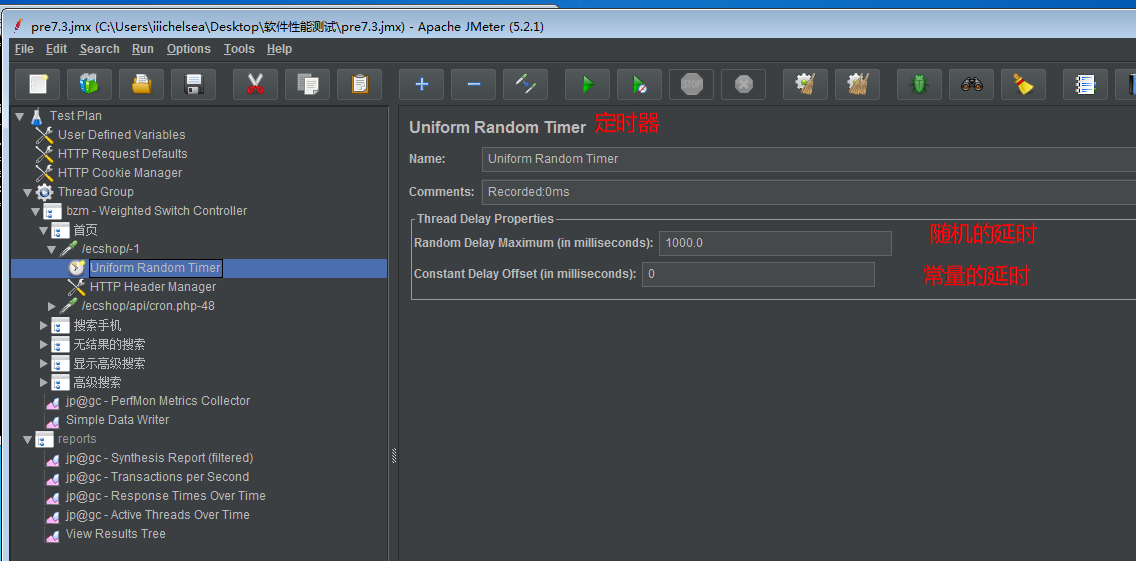 pre7.3.jmx (C:\Users\iiichelsea\Desktop\软件性能测试\pre7.3.jmx) - Apache JMeter (5.2.1)
File Edit Search Run Options Tools Help
STOP
Test Plan
User Defined Variables
HTTP Request Defaults
HTTP Cookie Manager
Thread Group
bzm - Weighted Switch Controller
首页
/ecshop/-1
Uniform Random Timer
HTTP Header Manager
/ecshop/api/cron.php-48
搜索手机
无结果的搜索
显示高级搜索
高级搜索
jp@gc - PerfMon Metrics Collector
Simple Data Writer
reports
jp@gc - Synthesis Report (filtered)
jp@gc - Transactions per Second
jp@gc - Response Times Over Time
jp@gc - Active Threads Over Time
View Results Tree
Uniform Random Timer 定时器
Name: Uniform Random Timer
Comments: Recorded:0ms
Thread Delay Properties
Random Delay Maximum (in milliseconds): 1000.0 随机的延时
Constant Delay Offset (in milliseconds): 0 常量的延时